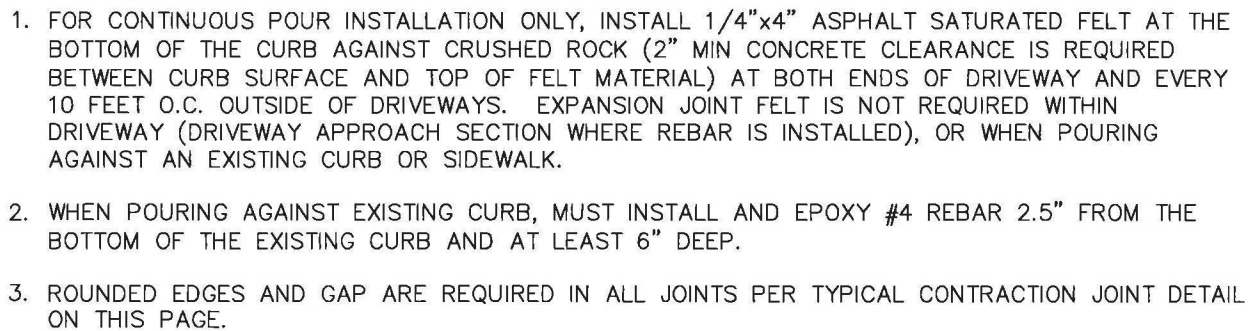 1. FOR CONTINUOUS POUR INSTALLATION ONLY, INSTALL 1/4"x4" ASPHALT SATURATED FELT AT THE
BOTTOM OF THE CURB AGAINST CRUSHED ROCK (2" MIN CONCRETE CLEARANCE IS REQUIRED
BETWEEN CURB SURFACE AND TOP OF FELT MATERIAL) AT BOTH ENDS OF DRIVEWAY AND EVERY
10 FEET O.C. OUTSIDE OF DRIVEWAYS. EXPANSION JOINT FELT IS NOT REQUIRED WITHIN
DRIVEWAY (DRIVEWAY APPROACH SECTION WHERE REBAR IS INSTALLED), OR WHEN POURING
AGAINST AN EXISTING CURB OR SIDEWALK.
2. WHEN POURING AGAINST EXISTING CURB, MUST INSTALL AND EPOXY #4 REBAR 2.5" FROM THE
BOTTOM OF THE EXISTING CURB AND AT LEAST 6" DEEP.
3. ROUNDED EDGES AND GAP ARE REQUIRED IN ALL JOINTS PER TYPICAL CONTRACTION JOINT DETAIL
ON THIS PAGE.